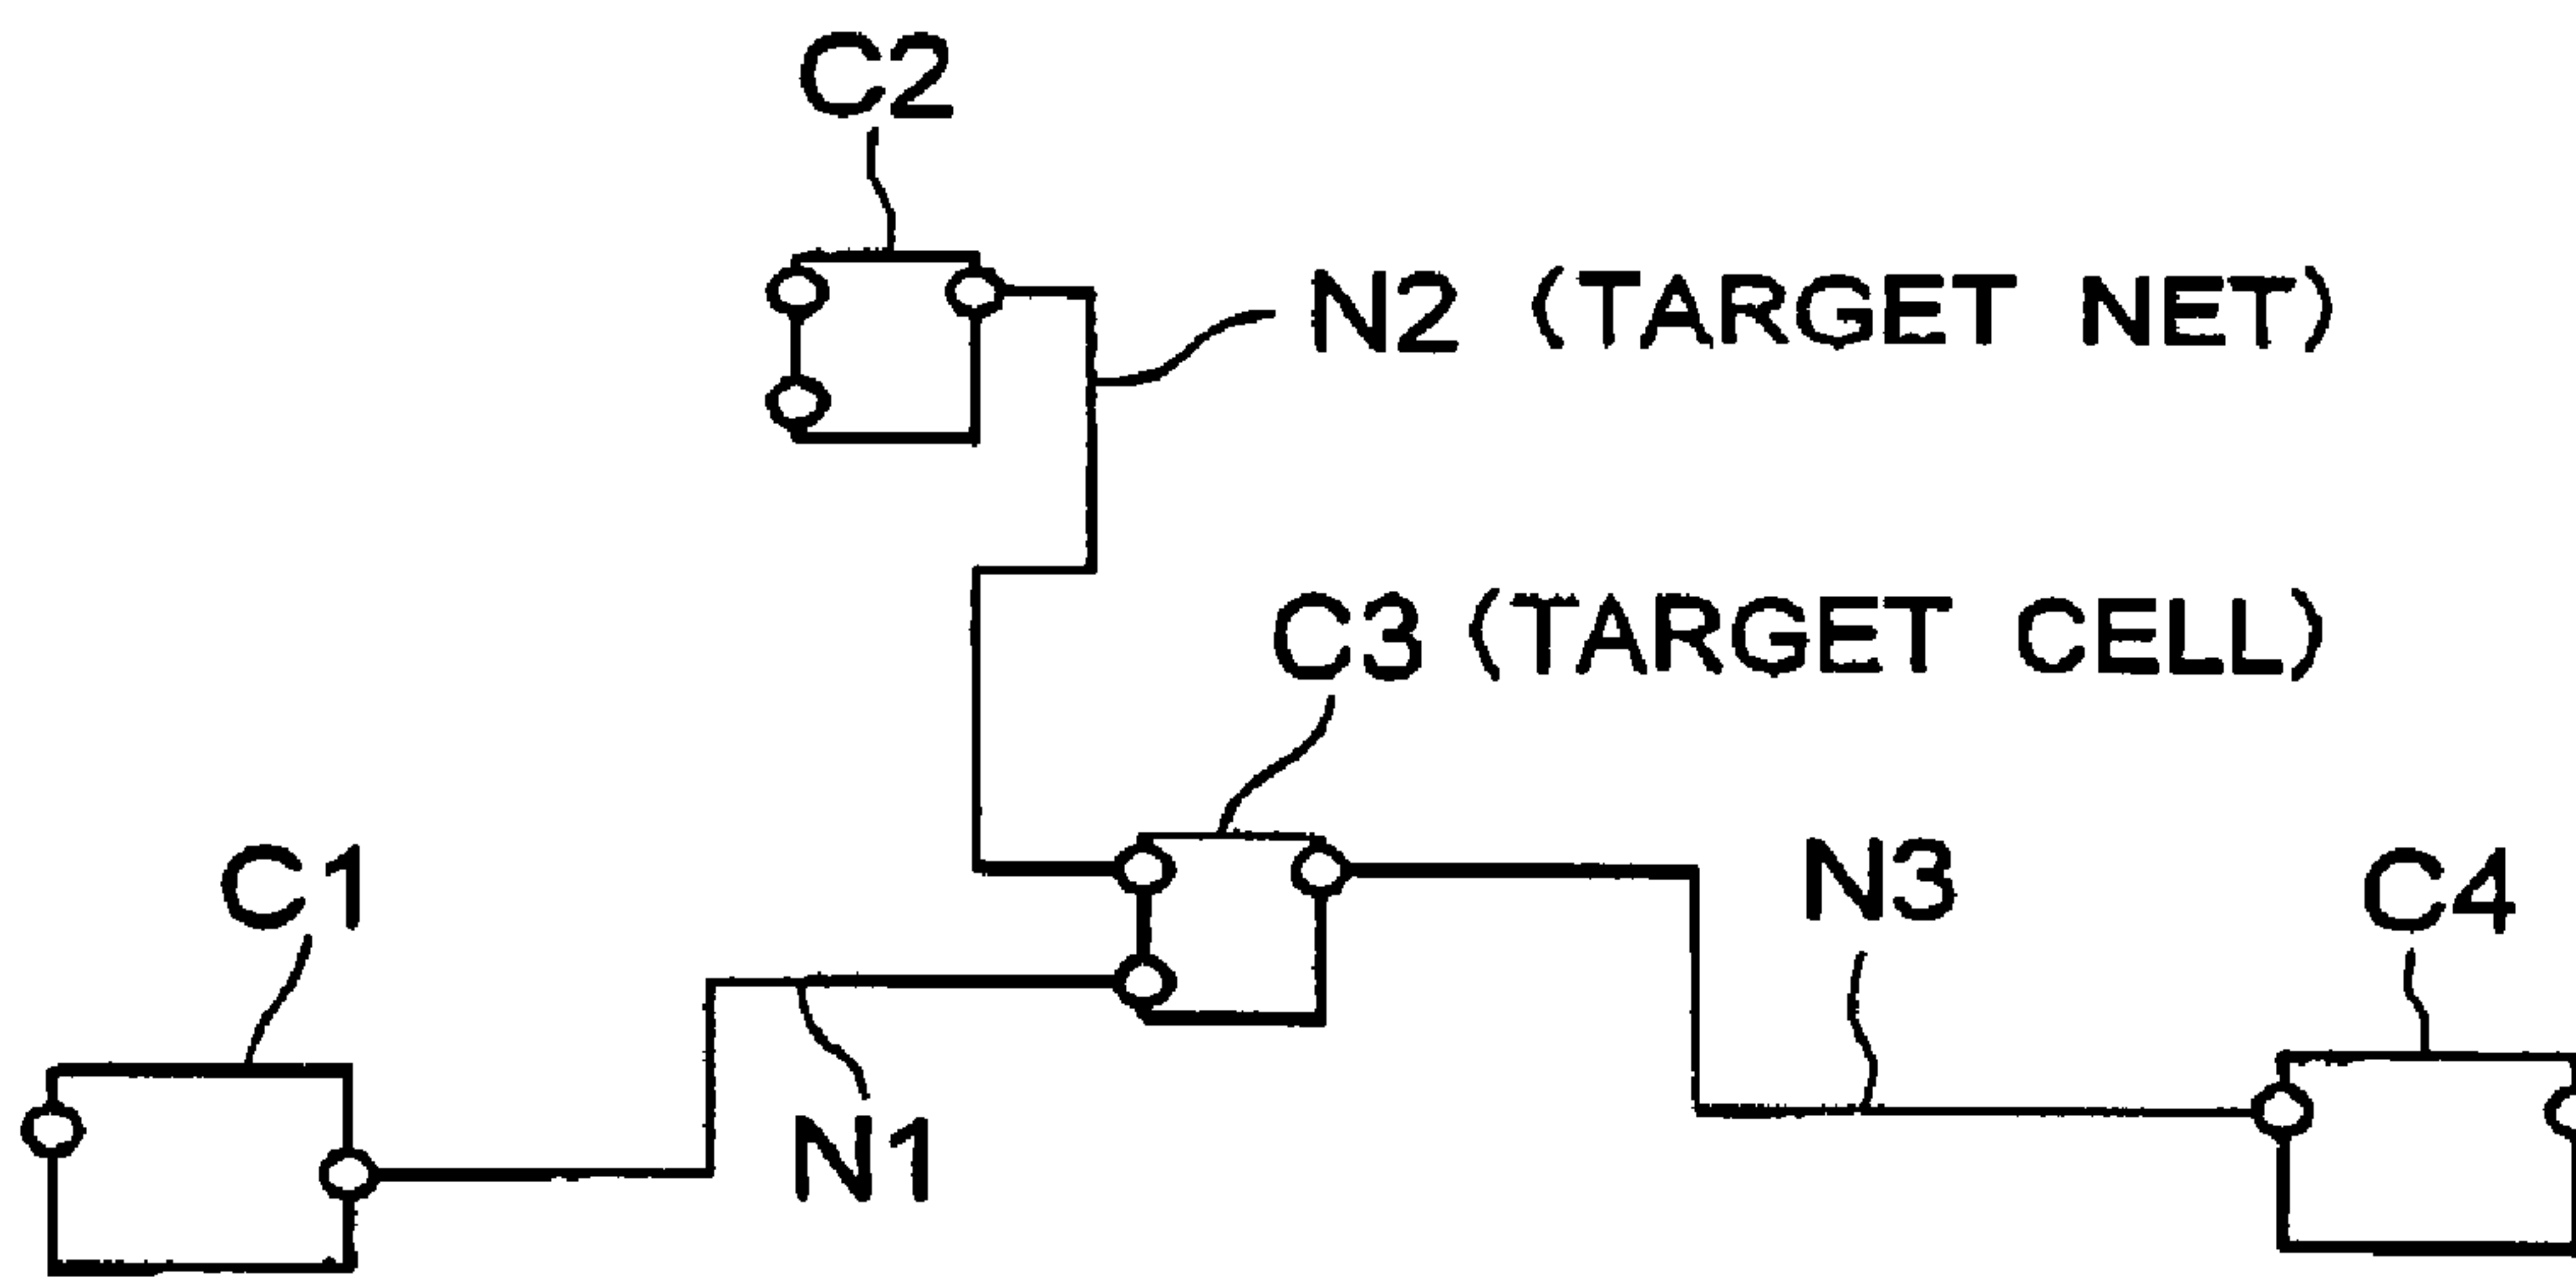 C2
N2 (TARGET NET)
C3 (TARGET CELL)
C1
N3
C4
N1